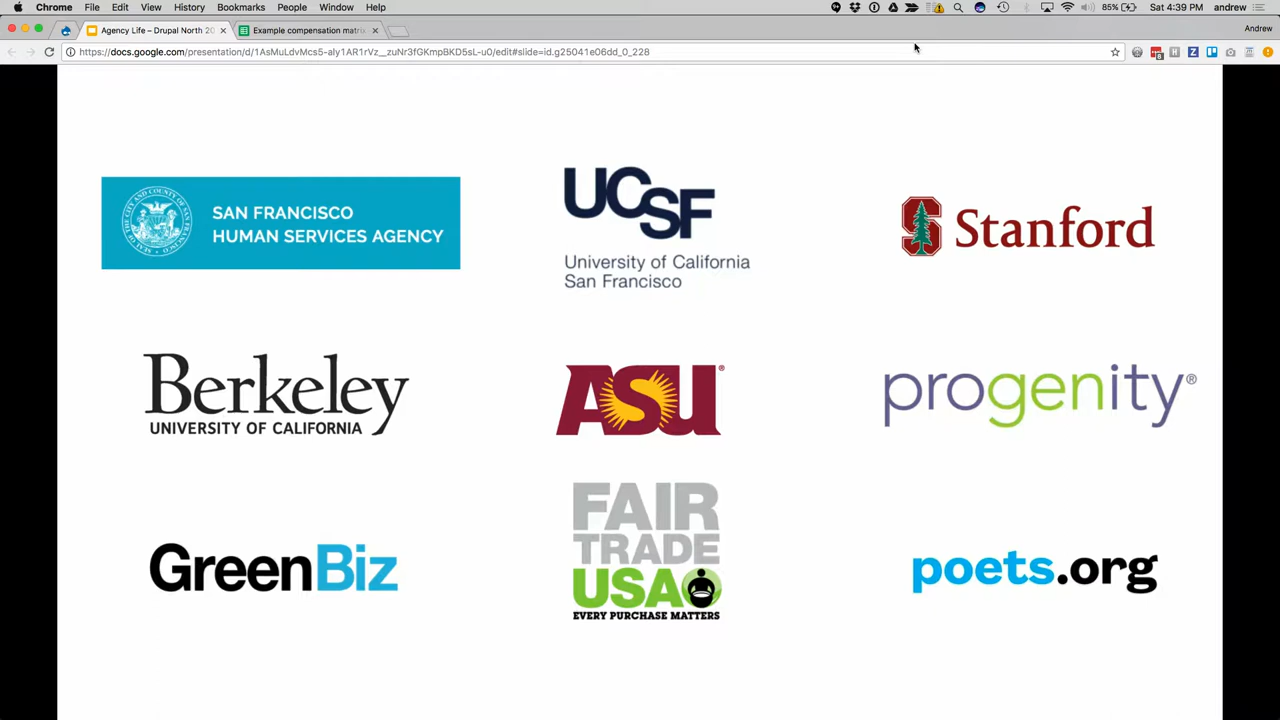 Chrome File Edit View History Bookmarks People Window Help 85% Sat 4:39 PM andrew
Agency Life – Drupal North 20 Example compensation matri Andrew
https://docs.google.com/presentation/d/1AsMuLdvMcs5-aIy1AR1rVz__zuNr3fGKmpBKD5sL-u0/edit#slide=id.g25041e06dd_0_228
SAN FRANCISCO
HUMAN SERVICES AGENCY
UCSF
University of California
San Francisco
Stanford
Berkeley
UNIVERSITY OF CALIFORNIA
ASU®
progenity®
GreenBiz
FAIR
TRADE
USA
EVERY PURCHASE MATTERS
poets.org